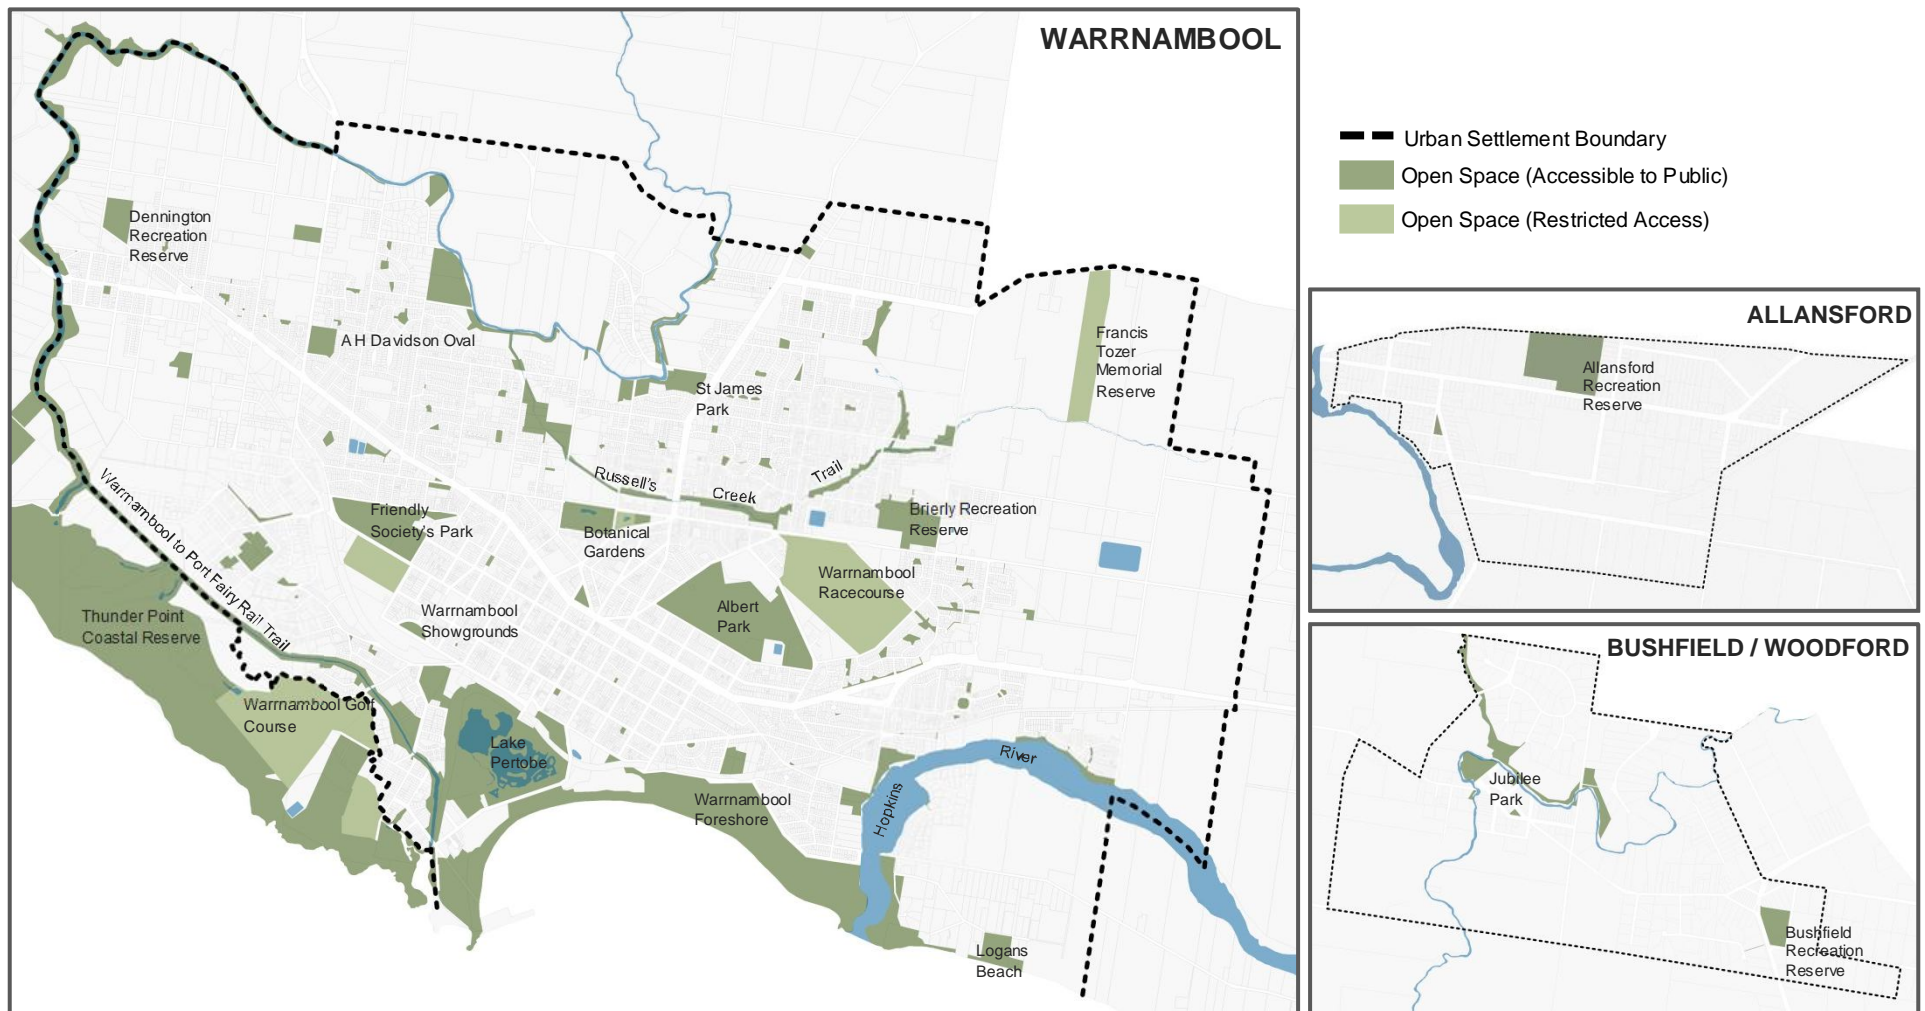 WARRNAMBOOL
Dennington
Recreation
Reserve
A H Davidson Oval
St James
Park
Francis
Tozer
Memorial
Reserve
Russell's
Creek
Trail
Warrnambool to Port Fairy Rail Trail
Friendly
Society's Park
Botanical
Gardens
Brierly Recreation
Reserve
Warrnambool
Racecourse
Albert
Park
Warrnambool
Showgrounds
Thunder Point
Coastal Reserve
Warrnambool Golf
Course
Lake
Pertobe
Warrnambool
Foreshore
Hopkins
River
Logans
Beach
Urban Settlement Boundary
Open Space (Accessible to Public)
Open Space (Restricted Access)
ALLANSFORD
Allansford
Recreation
Reserve
BUSHFIELD / WOODFORD
Jubilee
Park
Bushfield
Recreation
Reserve